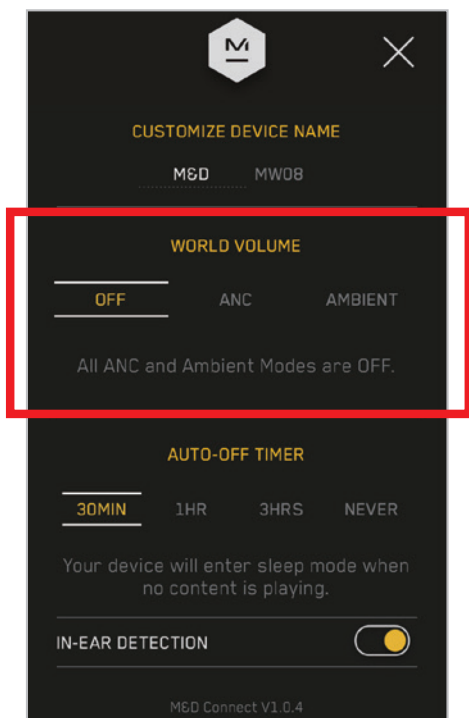 M
CUSTOMIZE DEVICE NAME
M&D MW08
WORLD VOLUME
OFF ANC AMBIENT
All ANC and Ambient Modes are OFF.
AUTO-OFF TIMER
30MIN 1HR 3HRS NEVER
Your device will enter sleep mode when
no content is playing.
IN-EAR DETECTION
M&D Connect V1.0.4